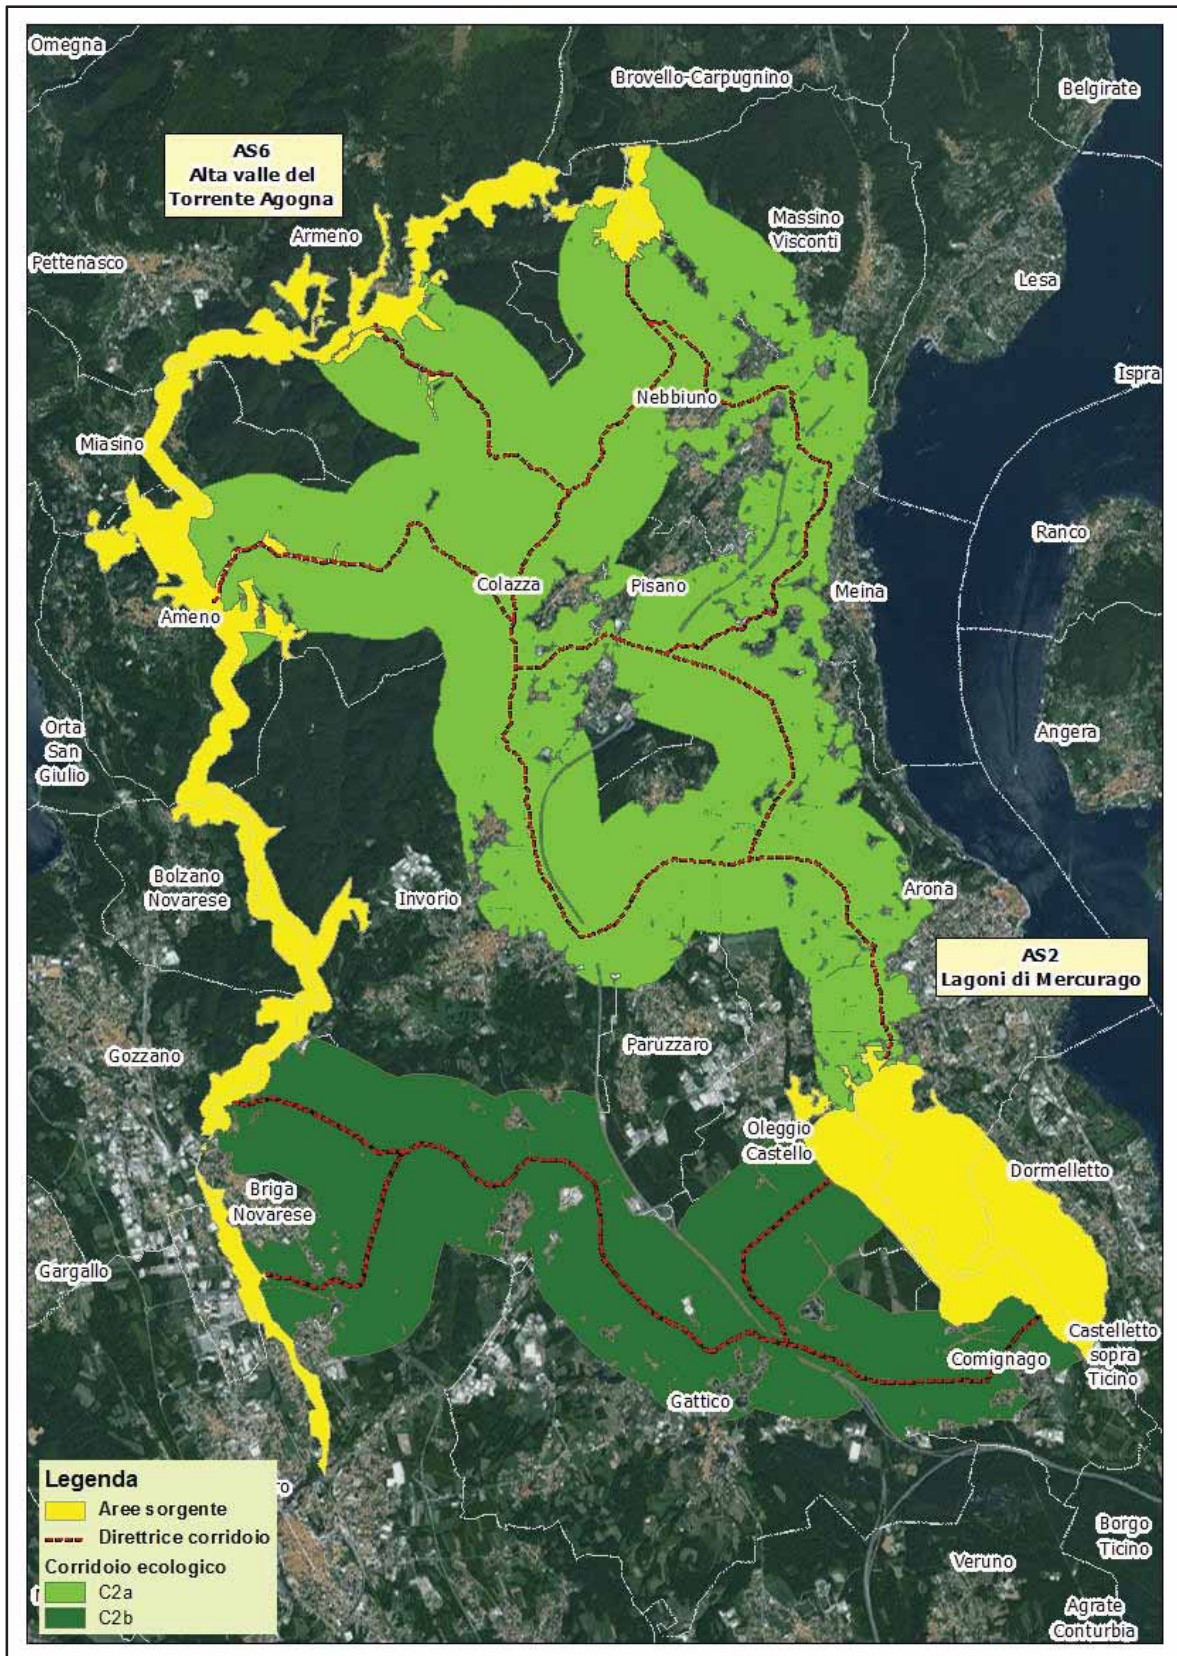 Omegna
Brovello-Carpugnino
Belgirate
AS6
Alta valle del
Torrente Agogna
Armeno
Massino
Visconti
Pettenasco
Lesa
Ispra
Nebbiuno
Miasino
Ranco
Colazza
Pisano
Meina
Ameno
Orta
San
Giulio
Angera
Bolzano
Novarese
Invorio
Arona
AS2
Lagoni di Mercurago
Gozzano
Paruzzaro
Oleggio
Castello
Dormelletto
Briga
Novarese
Gargallo
Castelletto
sopra
Ticino
Comignago
Gattico
Legenda
Aree sorgente
Direttrice corridoio
Corridoio ecologico
C2a
C2b
Borgo
Ticino
Veruno
Agrate
Conturbia